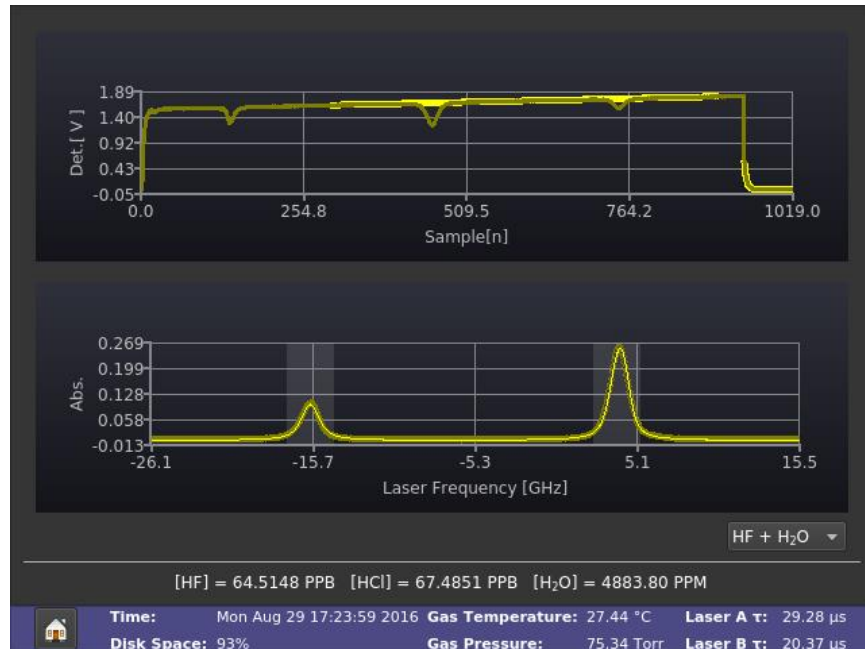 1.89
1.40
0.92
0.43
-0.05
Det.[ V ]
0.0 254.8 509.5 764.2 1019.0
Sample[n]
0.269
0.199
0.128
0.058
-0.013
Abs.
-26.1 -15.7 -5.3 5.1 15.5
Laser Frequency [GHz]
HF + H₂O
[HF] = 64.5148 PPB [HCl] = 67.4851 PPB [H₂O] = 4883.80 PPM
Time: Mon Aug 29 17:23:59 2016 Gas Temperature: 27.44 °C Laser A τ: 29.28 µs
Disk Space: 93% Gas Pressure: 75.34 Torr Laser B τ: 20.37 µs